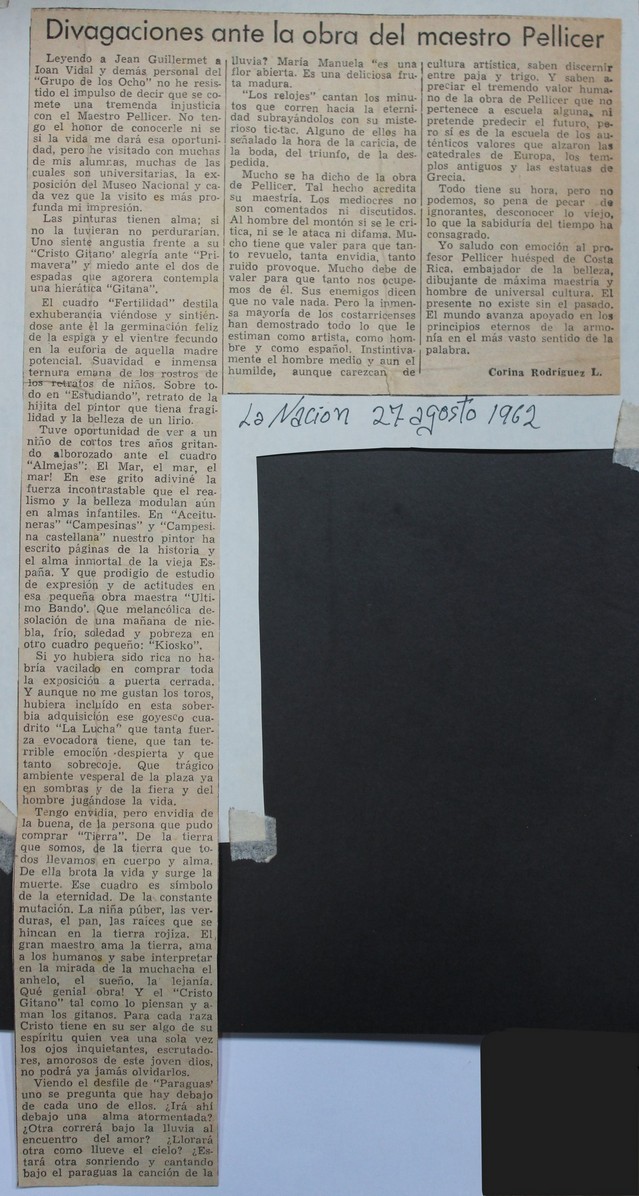 Divagaciones ante la obra del maestro Pellicer
Leyendo a Jean Guillermet a
Ioan Vidal y demás personal del
"Grupo de los Ocho" no he resis-
tido el impulso de decir que se co-
mete una tremenda injusticia
con el Maestro Pellicer. No ten-
go el honor de conocerle ni se
si la vida me dará esa oportuni-
dad, pero he visitado con muchas
de mis alumnas, muchas de las
cuales son universitarias, la ex-
posición del Museo Nacional y ca-
da vez que la visito es más pro-
funda mi impresión.
Las pinturas tienen alma; si
no la tuvieran no perdurarían.
Uno siente angustia frente a su
"Cristo Gitano' alegría ante "Pri-
mavera" y miedo ante el dos de
espadas que agorera contempla
una hierática "Gitana".
El cuadro "Fertilidad" destila
exhuberancia viéndose y sintién-
dose ante él la germinación feliz
de la espiga y el vientre fecundo
en la euforia de aquella madre
potencial. Suavidad e inmensa
ternura emana de los rostros de
los retratos de niños. Sobre to-
do en "Estudiando", retrato de la
hijita del pintor que tiene fragi-
lidad y la belleza de un lirio.
Tuve oportunidad de ver a un
niño de cortos tres años gritan-
do alborozado ante el cuadro
"Almejas": El Mar, el mar, el
mar! En ese grito adiviné la
fuerza incontrastable que el rea-
lismo y la belleza modulan aún
en almas infantiles. En "Aceitu-
neras" "Campesinas" y "Campesi-
na castellana" nuestro pintor ha
escrito páginas de la historia y
el alma inmortal de la vieja Es-
paña. Y que prodigio de estudio
de expresión y de actitudes en
esa pequeña obra maestra "Ulti-
mo Bando'. Que melancólica de-
solación de una mañana de nie-
bla, frío, soledad y pobreza en
otro cuadro pequeño: "Kiosko".
Si yo hubiera sido rica no ha-
bría vacilado en comprar toda
la exposición a puerta cerrada.
Y aunque no me gustan los toros,
hubiera incluído en esta sober-
bia adquisición ese goyesco cua-
drito "La Lucha" que tanta fuer-
za evocadora tiene, que tan te-
rrible emoción despierta y que
tanto sobrecoje. Que trágico
ambiente vesperal de la plaza ya
en sombras y de la fiera y del
hombre jugándose la vida.
Tengo envidia, pero envidia de
la buena, de la persona que pudo
comprar "Tierra". De la tierra
que somos, de la tierra que to-
dos llevamos en cuerpo y alma.
De ella brota la vida y surge la
muerte. Ese cuadro es símbolo
de la eternidad. De la constante
mutación. La niña púber, las ver-
duras, el pan, las raíces que se
hincan en la tierra rojiza. El
gran maestro ama la tierra, ama
a los humanos y sabe interpretar
en la mirada de la muchacha el
anhelo, el sueño, la lejanía.
Qué genial obra! Y el "Cristo
Gitano" tal como lo piensan y a-
man los gitanos. Para cada raza
Cristo tiene en su ser algo de su
espíritu quien vea una sola vez
los ojos inquietantes, escrutado-
res, amorosos de este joven dios,
no podrá ya jamás olvidarlos.
Viendo el desfile de "Paraguas'
uno se pregunta que hay debajo
de cada uno de ellos. ¿Irá ahí
debajo una alma atormentada?
¿Otra correrá bajo la lluvia al
encuentro del amor? ¿Llorará
otra como llueve el cielo? ¿Es-
tará otra sonriendo y cantando
bajo el paraguas la canción de la
lluvia? María Manuela "es una
flor abierta. Es una deliciosa fru-
ta madura.
"Los relojes" cantan los minu-
tos que corren hacia la eterni-
dad subrayándolos con su miste-
rioso tic-tac. Alguno de ellos ha
señalado la hora de la caricia, de
la boda, del triunfo, de la des-
pedida.
Mucho se ha dicho de la obra
de Pellicer. Tal hecho acredita
su maestría. Los mediocres no
son comentados ni discutidos.
Al hombre del montón si se le cri-
tica, ni se le ataca ni difama. Mu-
cho tiene que valer para que tan-
to revuelo, tanta envidia, tanto
ruido provoque. Mucho debe de
valer para que tanto nos ocupe-
mos de él. Sus enemigos dicen
que no vale nada. Pero la inmen-
sa mayoría de los costarricenses
han demostrado todo lo que le
estiman como artista, como hom-
bre y como español. Instintiva-
mente el hombre medio y aun el
humilde, aunque carezcan de
cultura artística, saben discernir
entre paja y trigo. Y saben a-
preciar el tremendo valor huma-
no de la obra de Pellicer que no
pertenece a escuela alguna, ni
pretende predecir el futuro, pe-
ro sí es de la escuela de los au-
ténticos valores que alzaron las
catedrales de Europa, los tem-
plos antiguos y las estatuas de
Grecia.
Todo tiene su hora, pero no
podemos, so pena de pecar de
ignorantes, desconocer lo viejo,
lo que la sabiduría del tiempo ha
consagrado.
Yo saludo con emoción al pro-
fesor Pellicer huésped de Costa
Rica, embajador de la belleza,
dibujante de máxima maestría y
hombre de universal cultura. El
presente no existe sin el pasado.
El mundo avanza apoyado en los
principios eternos de la armo-
nía en el más vasto sentido de la
palabra.
Corina Rodríguez L.
La Nacion 27 agosto 1962